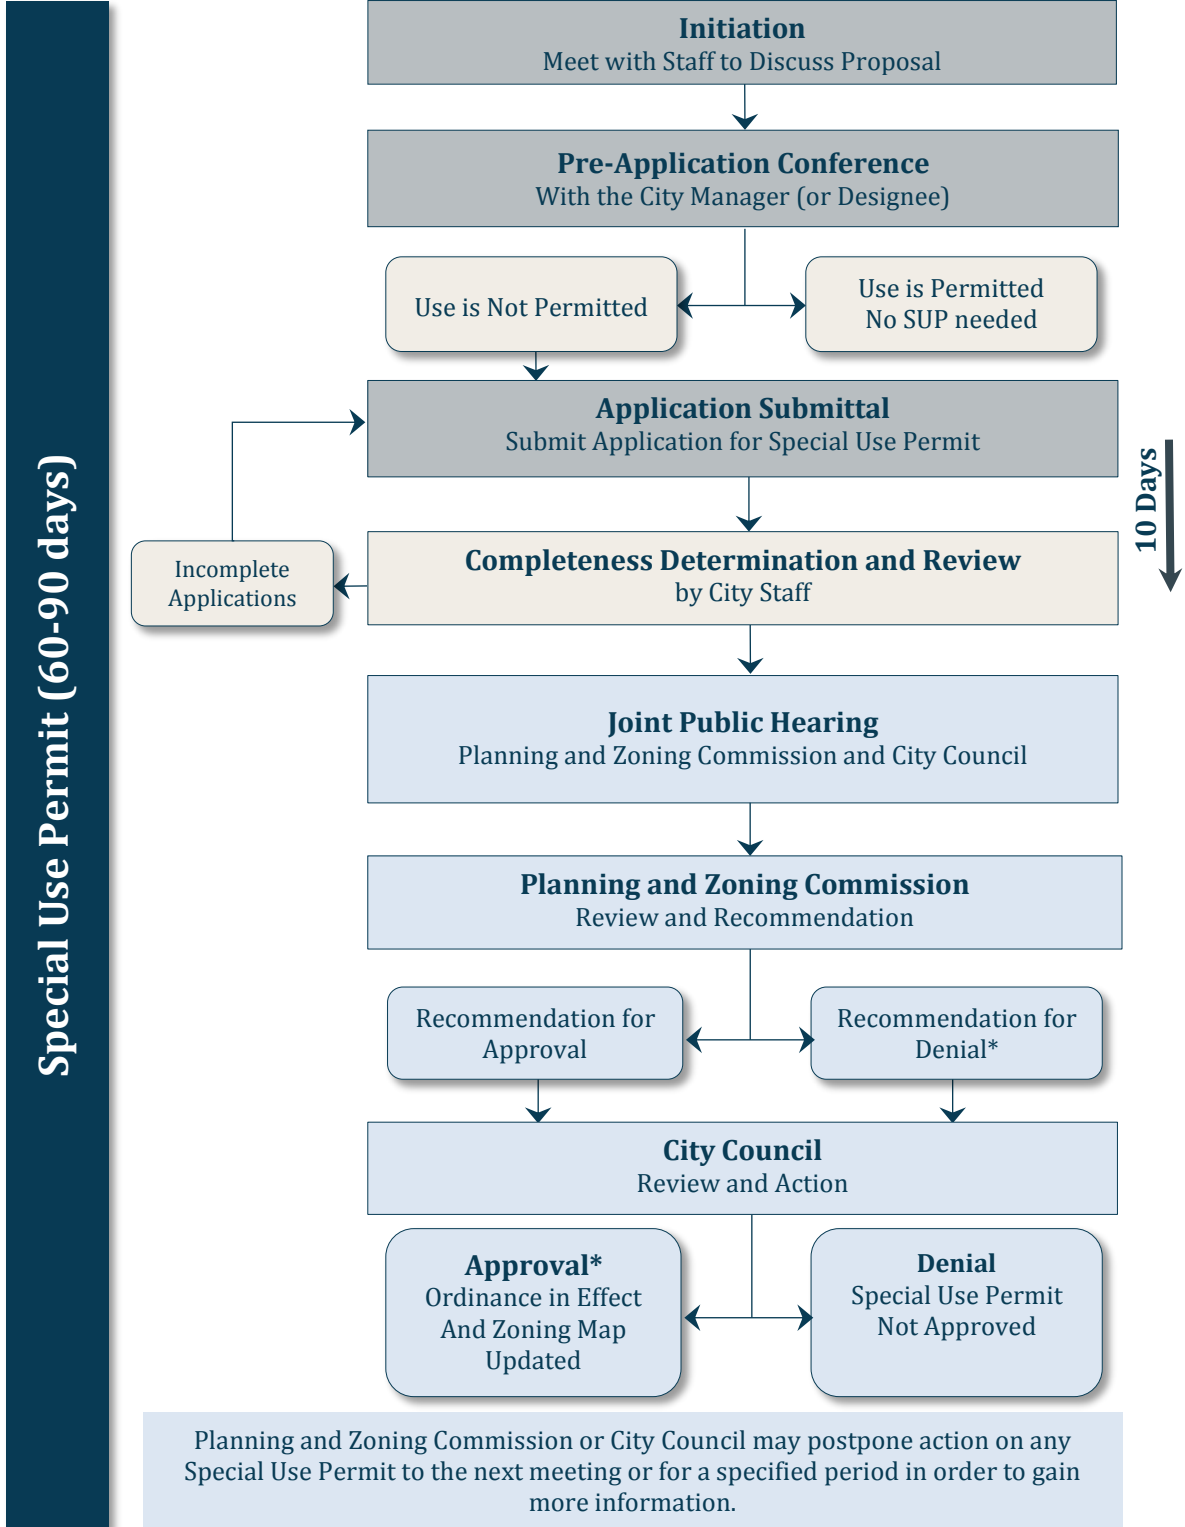 Special Use Permit (60-90 days)
Initiation
Meet with Staff to Discuss Proposal
Pre-Application Conference
With the City Manager (or Designee)
Use is Not Permitted
Use is Permitted
No SUP needed
Application Submittal
Submit Application for Special Use Permit
10 Days
Completeness Determination and Review
by City Staff
Incomplete
Applications
Joint Public Hearing
Planning and Zoning Commission and City Council
Planning and Zoning Commission
Review and Recommendation
Recommendation for
Approval
Recommendation for
Denial*
City Council
Review and Action
Approval*
Ordinance in Effect
And Zoning Map
Updated
Denial
Special Use Permit
Not Approved
Planning and Zoning Commission or City Council may postpone action on any
Special Use Permit to the next meeting or for a specified period in order to gain
more information.